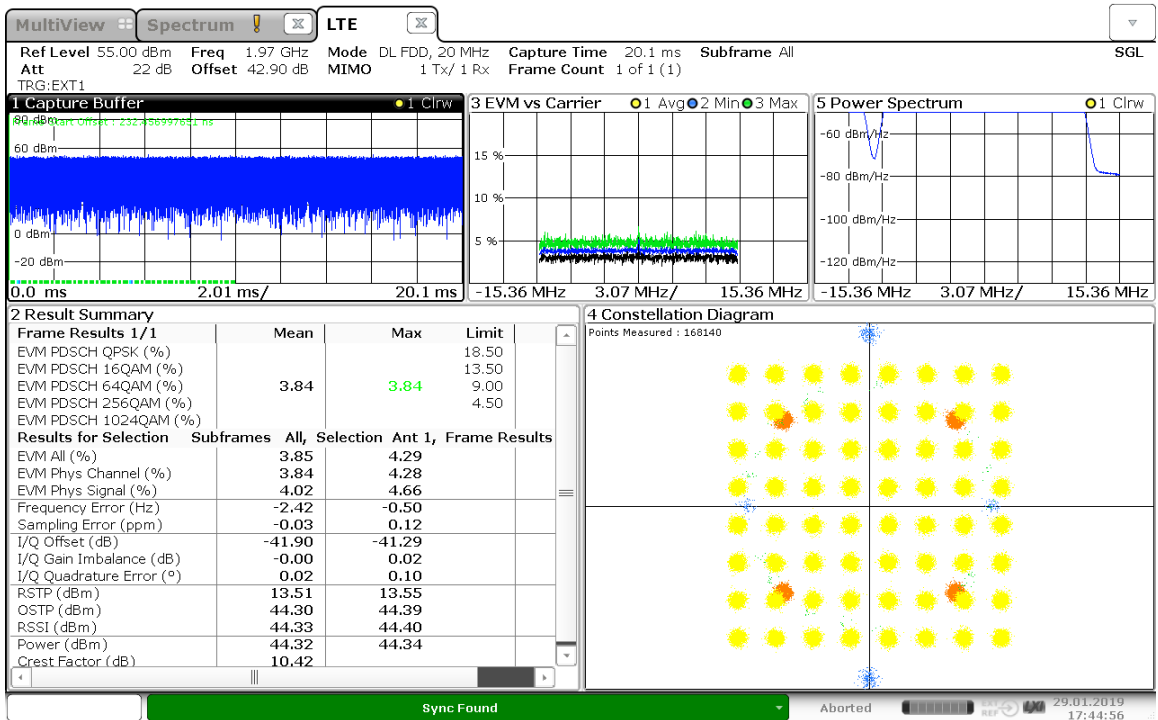 MultiView Spectrum LTE
Ref Level 55.00 dBm Freq 1.97 GHz Mode DL FDD, 20 MHz Capture Time 20.1 ms Subframe All SGL
Att 22 dB Offset 42.90 dB MIMO 1 Tx/ 1 Rx Frame Count 1 of 1 (1)
TRG:EXT1
1 Capture Buffer 1 Clrw
80 dBm
Frame Start Offset : 232.456997651 ms
60 dBm
0 dBm
-20 dBm
0.0 ms 2.01 ms/ 20.1 ms
3 EVM vs Carrier 1 Avg 2 Min 3 Max
15 %
10 %
5 %
-15.36 MHz 3.07 MHz/ 15.36 MHz
5 Power Spectrum 1 Clrw
-60 dBm/Hz
-80 dBm/Hz
-100 dBm/Hz
-120 dBm/Hz
-15.36 MHz 3.07 MHz/ 15.36 MHz
2 Result Summary
Frame Results 1/1 Mean Max Limit
EVM PDSCH QPSK (%) 18.50
EVM PDSCH 16QAM (%) 13.50
EVM PDSCH 64QAM (%) 3.84 3.84 9.00
EVM PDSCH 256QAM (%) 4.50
EVM PDSCH 1024QAM (%)
Results for Selection Subframes All, Selection Ant 1, Frame Results
EVM All (%) 3.85 4.29
EVM Phys Channel (%) 3.84 4.28
EVM Phys Signal (%) 4.02 4.66
Frequency Error (Hz) -2.42 -0.50
Sampling Error (ppm) -0.03 0.12
I/Q Offset (dB) -41.90 -41.29
I/Q Gain Imbalance (dB) -0.00 0.02
I/Q Quadrature Error (°) 0.02 0.10
RSTP (dBm) 13.51 13.55
OSTP (dBm) 44.30 44.39
RSSI (dBm) 44.33 44.40
Power (dBm) 44.32 44.34
Crest Factor (dB) 10.42
4 Constellation Diagram
Points Measured : 168140
Sync Found
Aborted
EXT
REF
LXI
29.01.2019
17:44:56